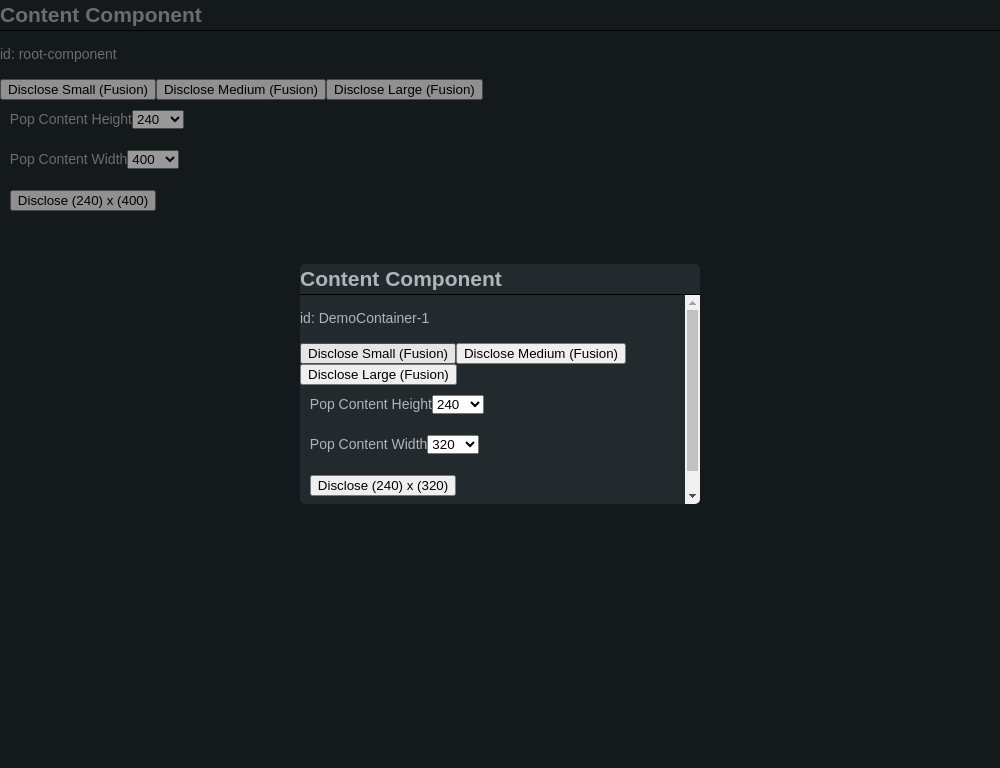 Content Component
id: root-component
Disclose Small (Fusion) Disclose Medium (Fusion) Disclose Large (Fusion)
Pop Content Height 240
Pop Content Width 400
Disclose (240) x (400)
Content Component
id: DemoContainer-1
Disclose Small (Fusion) Disclose Medium (Fusion)
Disclose Large (Fusion)
Pop Content Height 240
Pop Content Width 320
Disclose (240) x (320)